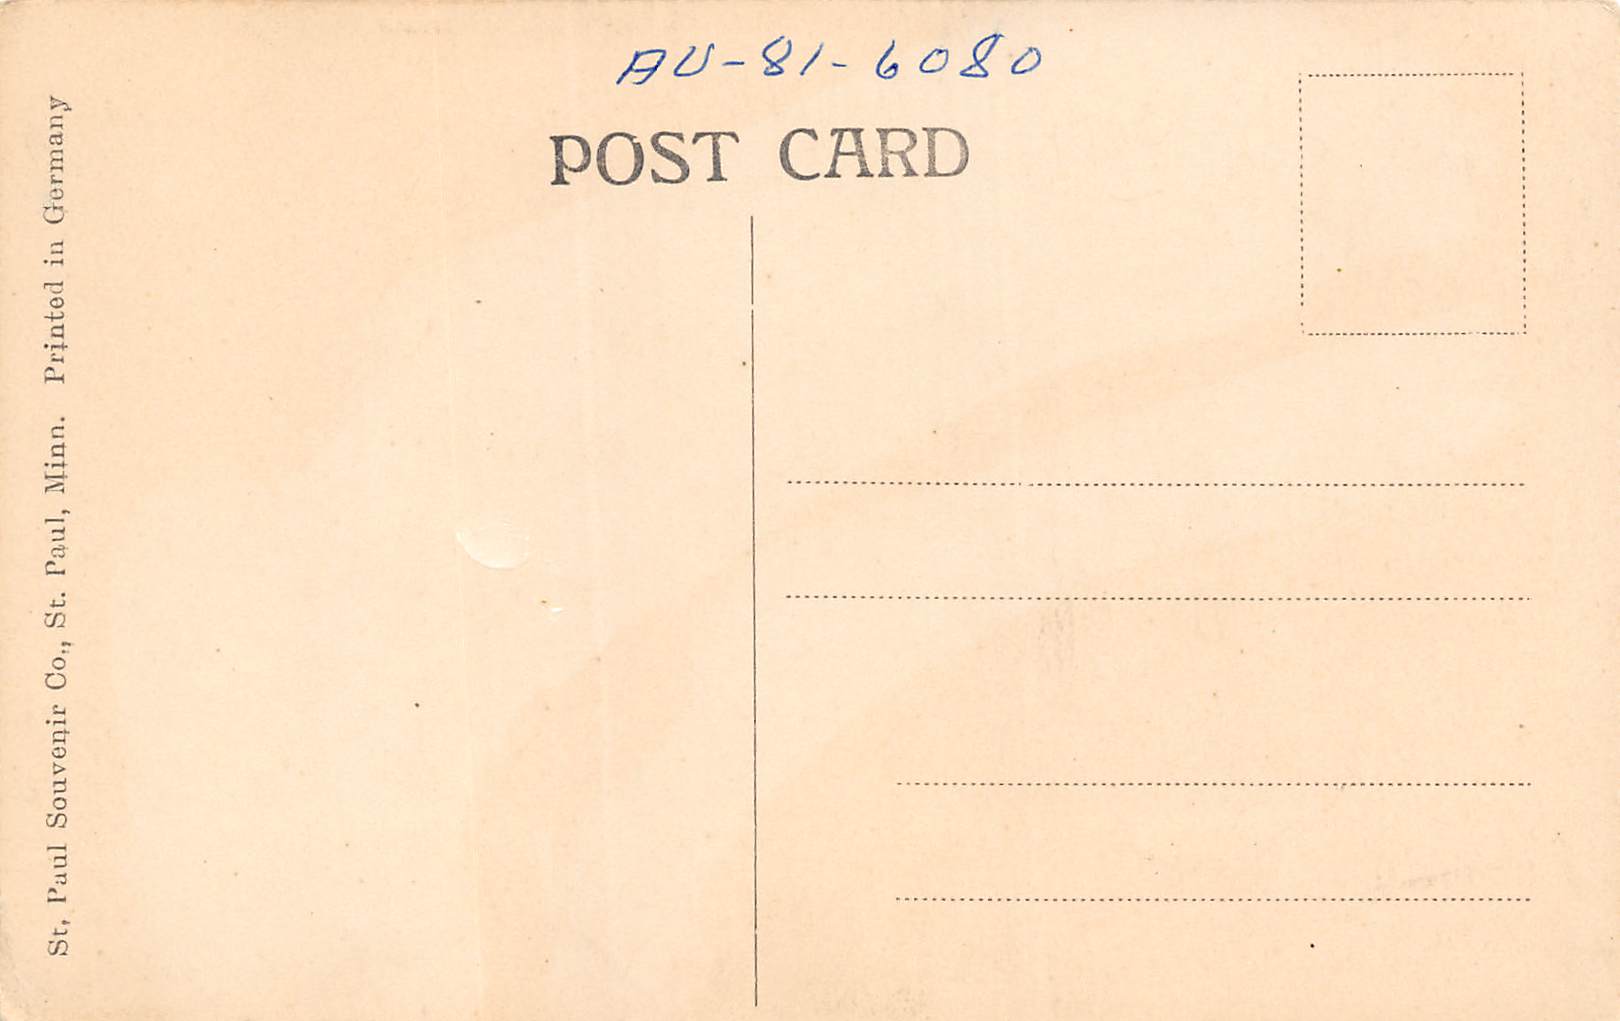 AU-81-6080
POST CARD
St, Paul Souvenir Co., St. Paul, Minn. Printed in Germany